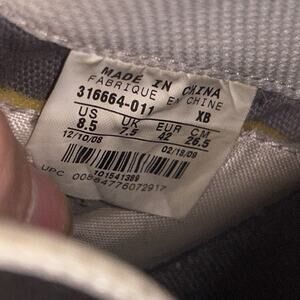 MADE IN CHINA
FABRIQUE EN CHINE
316664-011 XB
US UK EUR CM
8.5 7.5 42 26.5
12/10/08 02/18/09
101541389
UPC 00884776072917